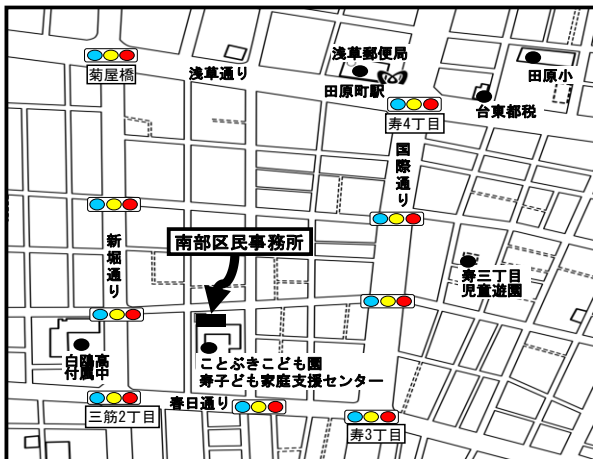 浅草郵便局
田原町駅
田原小
菊屋橋
浅草通り
台東都税
寿4丁目
国際通り
南部区民事務所
新堀通り
寿三丁目
児童遊園
白鴎高
付属中
ことぶきこども園
寿子ども家庭支援センター
春日通り
三筋2丁目
寿3丁目